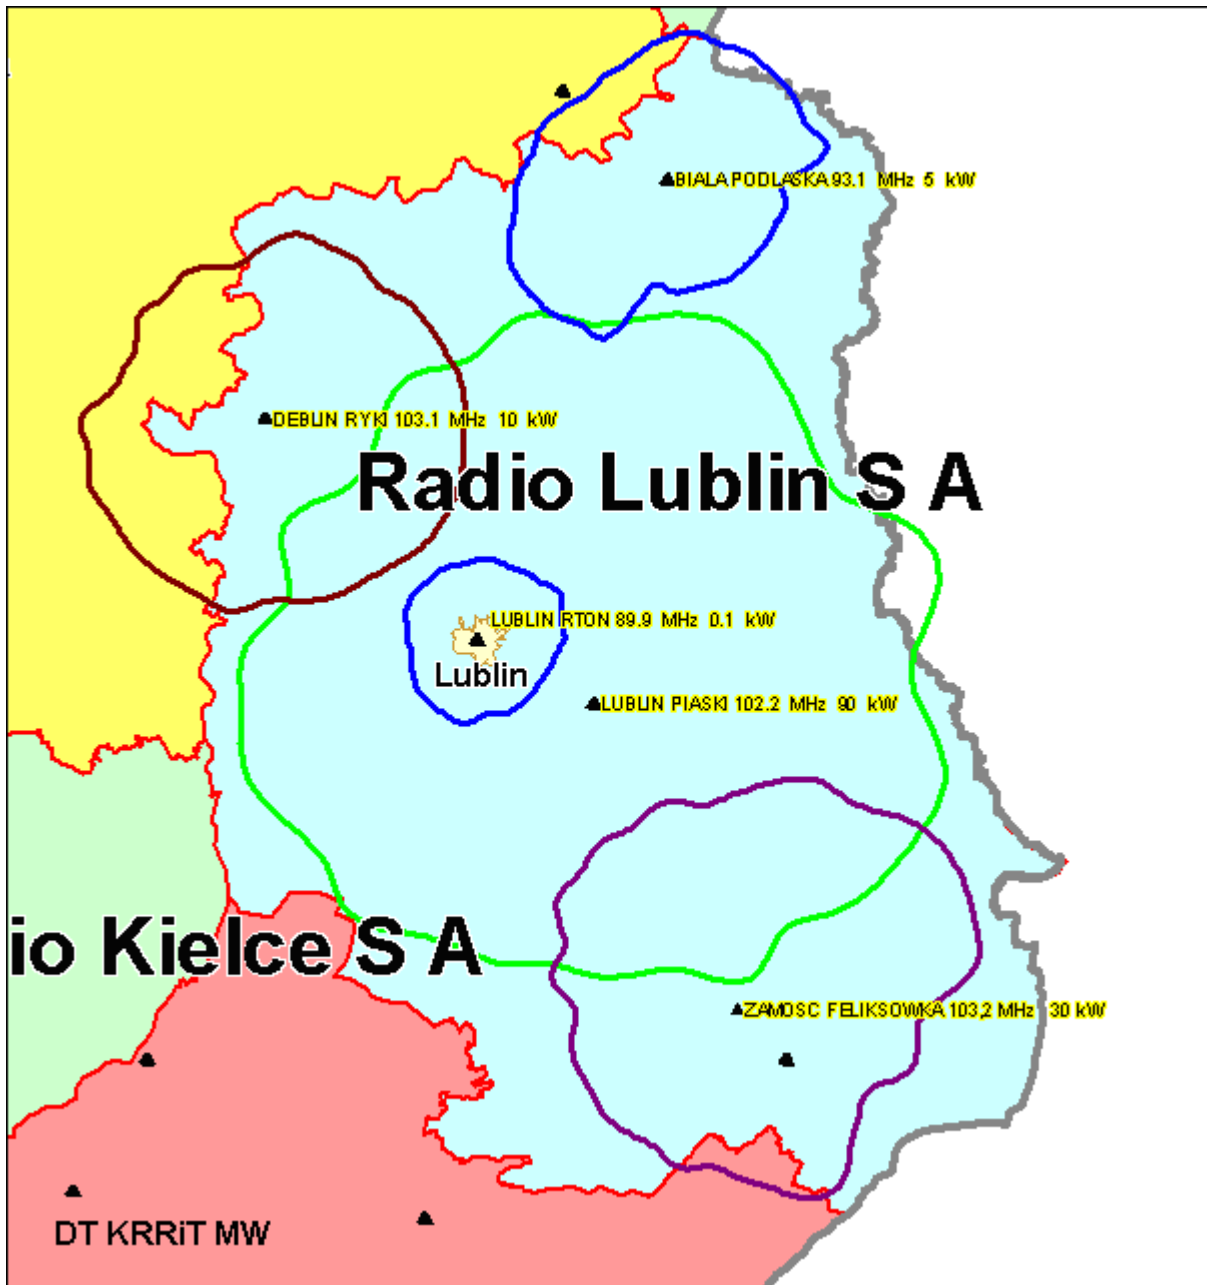 BIALA PODLASKA 93.1 MHz 5 kW
DEBLIN RYKI 103.1 MHz 10 kW
Radio Lublin S A
LUBLIN RTON 89.9 MHz 0.1 kW
Lublin
LUBLIN PIASKI 102.2 MHz 90 kW
io Kielce S A
ZAMOSC FELIKSOWKA 103,2 MHz 30 kW
DT KRRiT MW